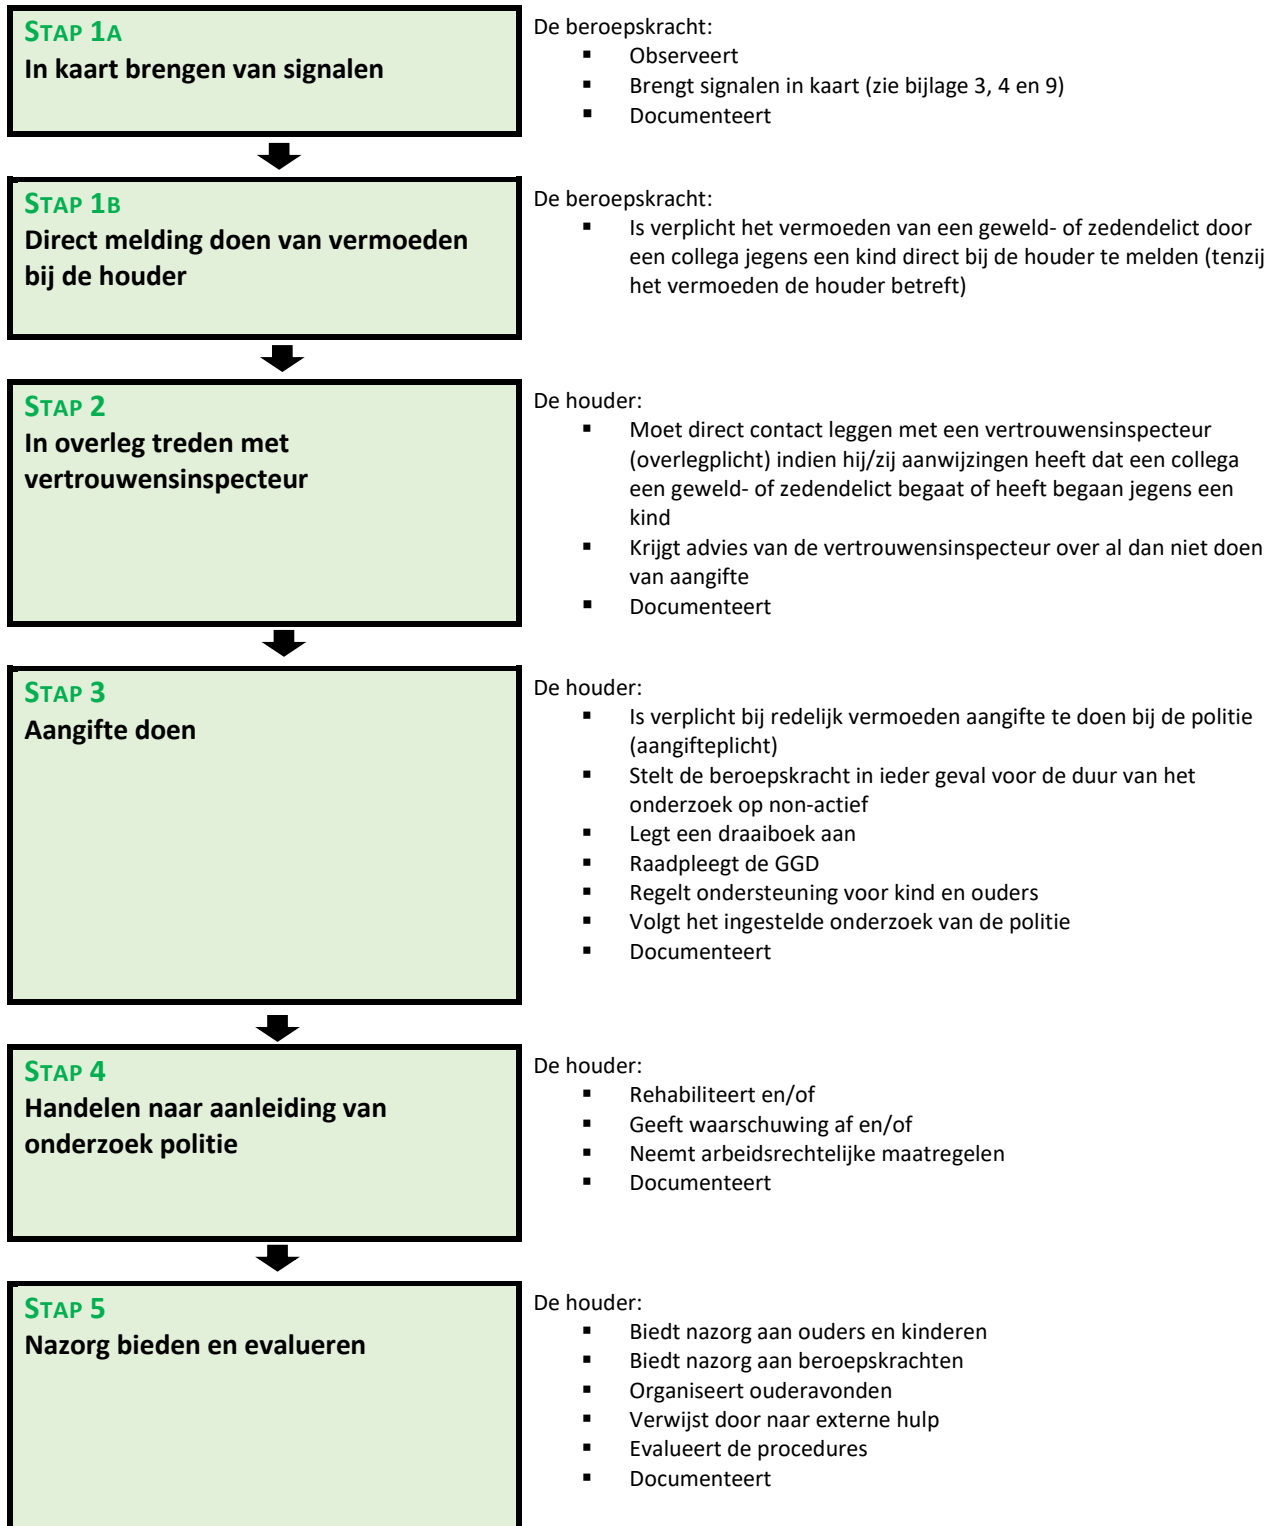 STAP 1A
In kaart brengen van signalen
De beroepskracht:
▪ Observeert
▪ Brengt signalen in kaart (zie bijlage 3, 4 en 9)
▪ Documenteert
STAP 1B
Direct melding doen van vermoeden
bij de houder
De beroepskracht:
▪ Is verplicht het vermoeden van een geweld- of zedendelict door
een collega jegens een kind direct bij de houder te melden (tenzij
het vermoeden de houder betreft)
STAP 2
In overleg treden met
vertrouwensinspecteur
De houder:
▪ Moet direct contact leggen met een vertrouwensinspecteur
(overlegplicht) indien hij/zij aanwijzingen heeft dat een collega
een geweld- of zedendelict begaat of heeft begaan jegens een
kind
▪ Krijgt advies van de vertrouwensinspecteur over al dan niet doen
van aangifte
▪ Documenteert
STAP 3
Aangifte doen
De houder:
▪ Is verplicht bij redelijk vermoeden aangifte te doen bij de politie
(aangifteplicht)
▪ Stelt de beroepskracht in ieder geval voor de duur van het
onderzoek op non-actief
▪ Legt een draaiboek aan
▪ Raadpleegt de GGD
▪ Regelt ondersteuning voor kind en ouders
▪ Volgt het ingestelde onderzoek van de politie
▪ Documenteert
STAP 4
Handelen naar aanleiding van
onderzoek politie
De houder:
▪ Rehabiliteert en/of
▪ Geeft waarschuwing af en/of
▪ Neemt arbeidsrechtelijke maatregelen
▪ Documenteert
STAP 5
Nazorg bieden en evalueren
De houder:
▪ Biedt nazorg aan ouders en kinderen
▪ Biedt nazorg aan beroepskrachten
▪ Organiseert ouderavonden
▪ Verwijst door naar externe hulp
▪ Evalueert de procedures
▪ Documenteert